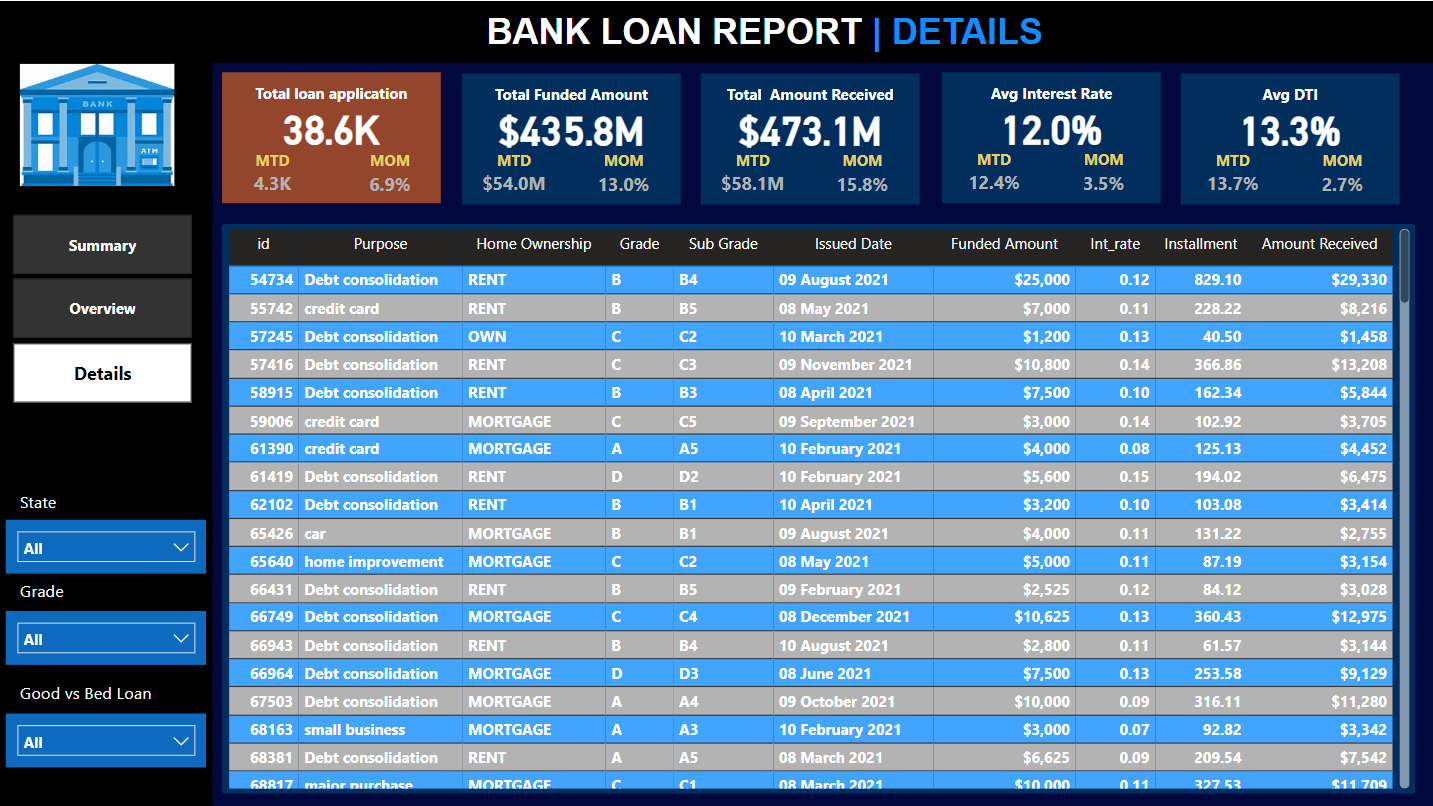 BANK LOAN REPORT | DETAILS
BANK
ATM
Total loan application
38.6K
MTD MOM
4.3K 6.9%
Total Funded Amount
$435.8M
MTD MOM
$54.0M 13.0%
Total Amount Received
$473.1M
MTD MOM
$58.1M 15.8%
Avg Interest Rate
12.0%
MTD MOM
12.4% 3.5%
Avg DTI
13.3%
MTD MOM
13.7% 2.7%
Summary
Overview
Details
State
All
Grade
All
Good vs Bed Loan
All
id Purpose Home Ownership Grade Sub Grade Issued Date Funded Amount Int_rate Installment Amount Received
54734 Debt consolidation RENT B B4 09 August 2021 $25,000 0.12 829.10 $29,330
55742 credit card RENT B B5 08 May 2021 $7,000 0.11 228.22 $8,216
57245 Debt consolidation OWN C C2 10 March 2021 $1,200 0.13 40.50 $1,458
57416 Debt consolidation RENT C C3 09 November 2021 $10,800 0.14 366.86 $13,208
58915 Debt consolidation RENT B B3 08 April 2021 $7,500 0.10 162.34 $5,844
59006 credit card MORTGAGE C C5 09 September 2021 $3,000 0.14 102.92 $3,705
61390 credit card MORTGAGE A A5 10 February 2021 $4,000 0.08 125.13 $4,452
61419 Debt consolidation RENT D D2 10 February 2021 $5,600 0.15 194.02 $6,475
62102 Debt consolidation RENT B B1 10 April 2021 $3,200 0.10 103.08 $3,414
65426 car MORTGAGE B B1 09 August 2021 $4,000 0.11 131.22 $2,755
65640 home improvement MORTGAGE C C2 08 May 2021 $5,000 0.11 87.19 $3,154
66431 Debt consolidation RENT B B5 09 February 2021 $2,525 0.12 84.12 $3,028
66749 Debt consolidation MORTGAGE C C4 08 December 2021 $10,625 0.13 360.43 $12,975
66943 Debt consolidation RENT B B4 10 August 2021 $2,800 0.11 61.57 $3,144
66964 Debt consolidation MORTGAGE D D3 08 June 2021 $7,500 0.13 253.58 $9,129
67503 Debt consolidation MORTGAGE A A4 09 October 2021 $10,000 0.09 316.11 $11,280
68163 small business MORTGAGE A A3 10 February 2021 $3,000 0.07 92.82 $3,342
68381 Debt consolidation RENT A A5 08 March 2021 $6,625 0.09 209.54 $7,542
68817 major purchase MORTGAGE C C1 08 March 2021 $10,000 0.11 327.53 $11,709